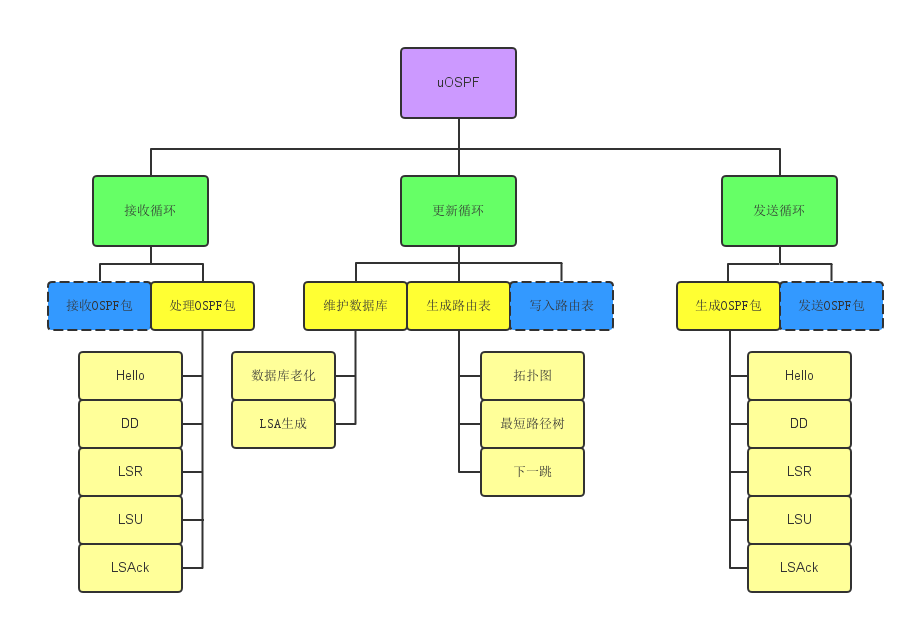 uOSPF
接收循环
更新循环
发送循环
接收OSPF包
处理OSPF包
维护数据库
生成路由表
写入路由表
生成OSPF包
发送OSPF包
Hello
DD
LSR
LSU
LSAck
数据库老化
LSA生成
拓扑图
最短路径树
下一跳
Hello
DD
LSR
LSU
LSAck